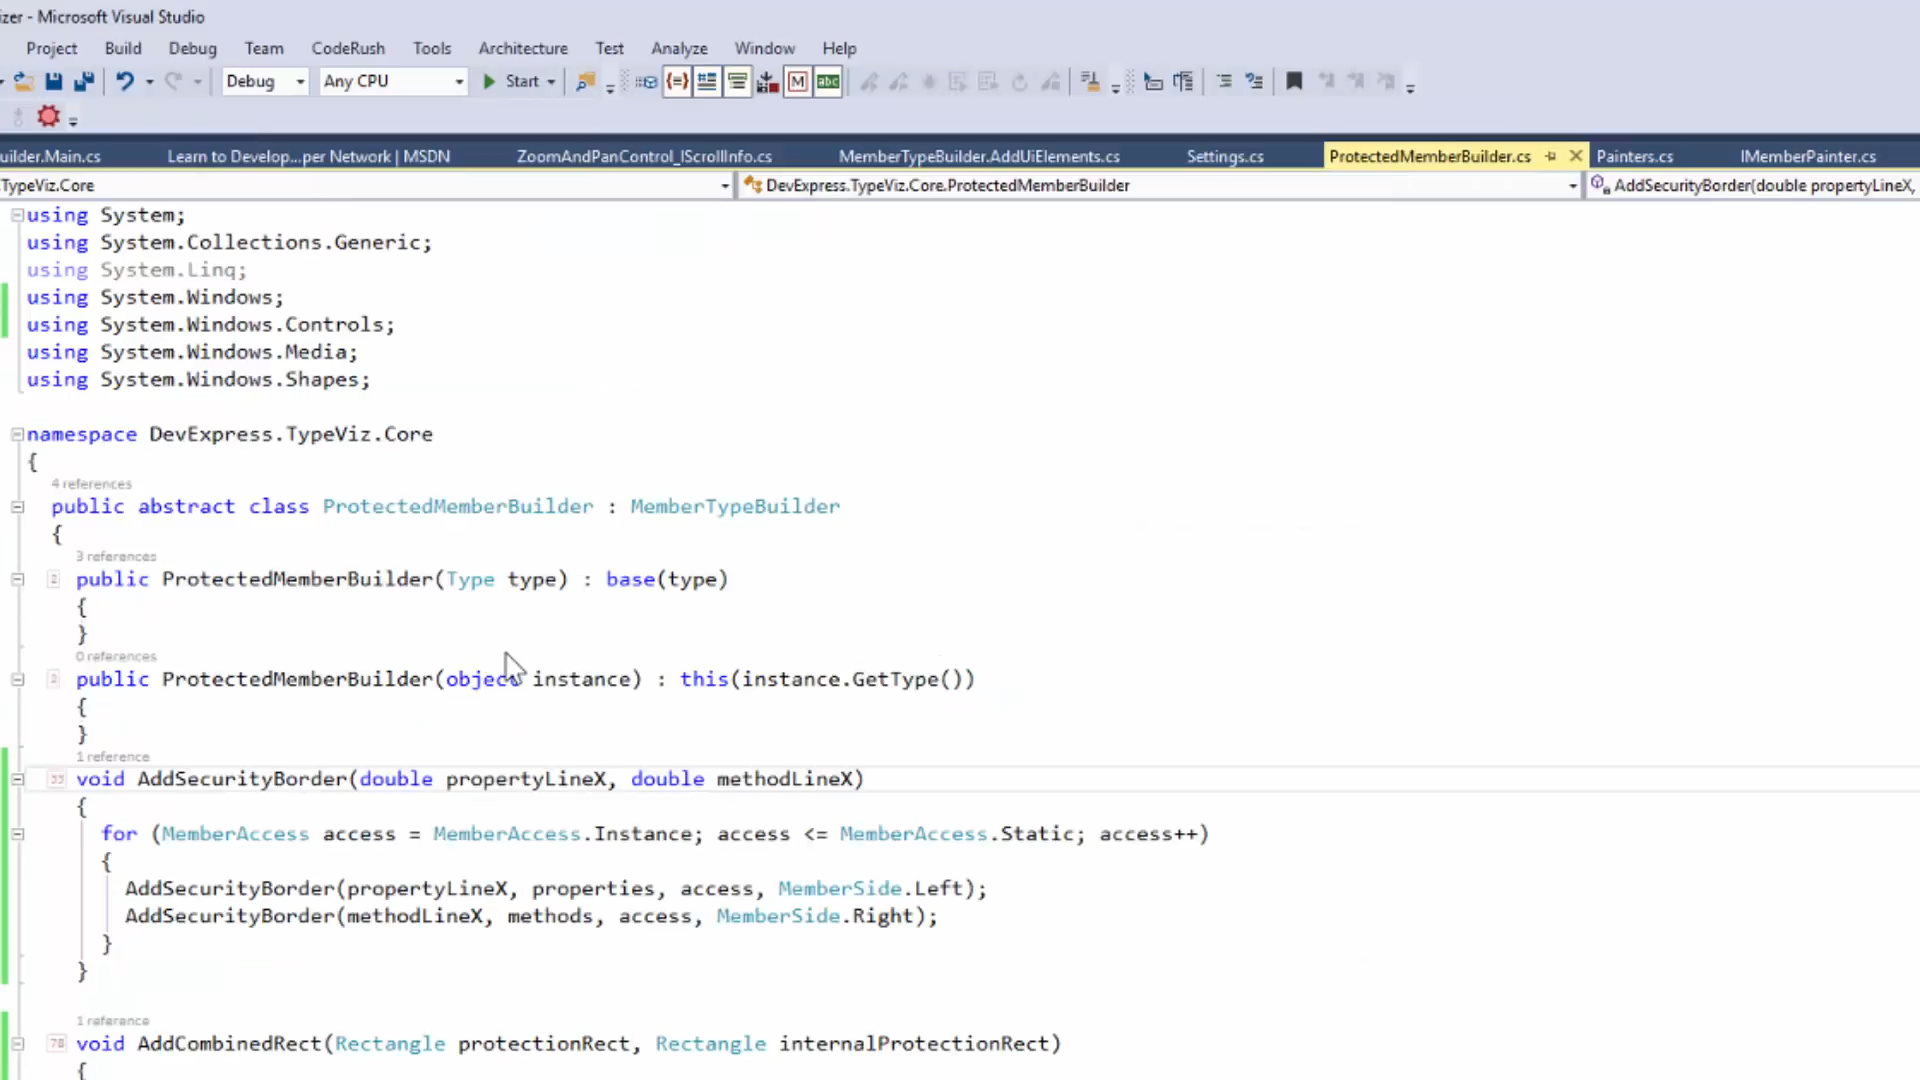 izer - Microsoft Visual Studio
Project Build Debug Team CodeRush Tools Architecture Test Analyze Window Help
Debug Any CPU Start M abc
uilder.Main.cs Learn to Develop...per Network | MSDN ZoomAndPanControl_IScrollInfo.cs MemberTypeBuilder.AddUiElements.cs Settings.cs ProtectedMemberBuilder.cs Painters.cs IMemberPainter.cs
TypeViz.Core DevExpress.TypeViz.Core.ProtectedMemberBuilder AddSecurityBorder(double propertyLineX,
using System;
using System.Collections.Generic;
using System.Linq;
using System.Windows;
using System.Windows.Controls;
using System.Windows.Media;
using System.Windows.Shapes;
namespace DevExpress.TypeViz.Core
{
4 references
public abstract class ProtectedMemberBuilder : MemberTypeBuilder
{
3 references
2 public ProtectedMemberBuilder(Type type) : base(type)
{
}
0 references
2 public ProtectedMemberBuilder(object instance) : this(instance.GetType())
{
}
1 reference
33 void AddSecurityBorder(double propertyLineX, double methodLineX)
{
for (MemberAccess access = MemberAccess.Instance; access <= MemberAccess.Static; access++)
{
AddSecurityBorder(propertyLineX, properties, access, MemberSide.Left);
AddSecurityBorder(methodLineX, methods, access, MemberSide.Right);
}
}
1 reference
78 void AddCombinedRect(Rectangle protectionRect, Rectangle internalProtectionRect)
{